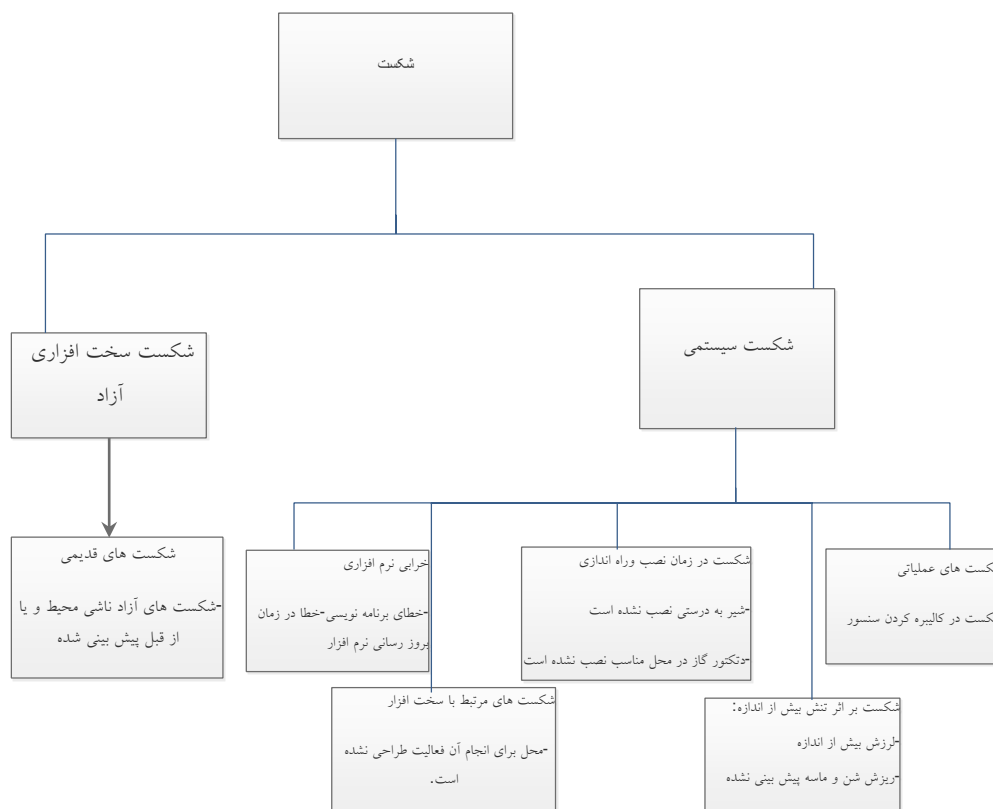 شکست
شکست سیستمی
شکست سخت افزاری
آزاد
شکست های قدیمی
-شکست های آزاد ناشی محیط و یا
از قبل پیش بینی شده
خرابی نرم افزاری
-خطای برنامه نویسی-خطا در زمان
بروز رسانی نرم افزار
شکست در زمان نصب وراه اندازی
-شیر به درستی نصب نشده است
-دتکتور گاز در محل مناسب نصب نشده است
کست های عملیاتی
کست در کالیبره کردن سنسور
شکست های مرتبط با سخت افزار
-محل برای انجام آن فعالیت طراحی نشده
است.
شکست بر اثر تنش بیش از اندازه:
-لرزش بیش از اندازه
-ریزش شن و ماسه پیش بینی نشده